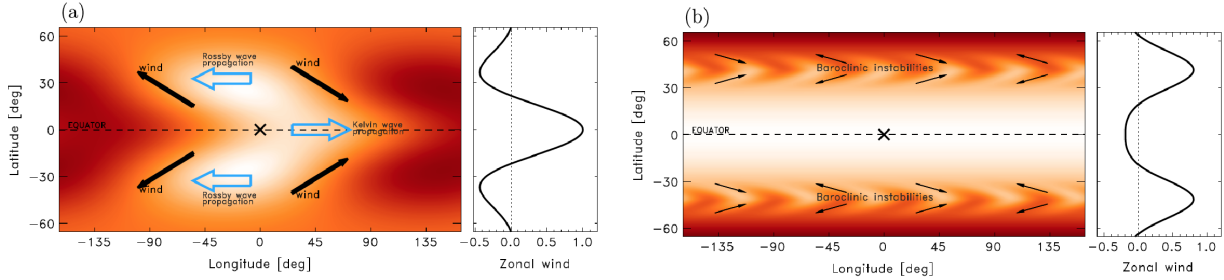 (a)
60
30
0
−30
−60
Latitude [deg]
Rossby wave
propagation
wind
wind
EQUATOR
Kelvin wave
propagation
wind
wind
Rossby wave
propagation
−135 −90 −45 0 45 90 135
Longitude [deg]
−0.5 0.0 1.0
Zonal wind
(b)
60
30
0
−30
−60
Latitude [deg]
Baroclinic instabilities
EQUATOR
Baroclinic instabilities
−135 −90 −45 0 45 90 135
Longitude [deg]
−0.5 0.0 0.5 1.0
Zonal wind